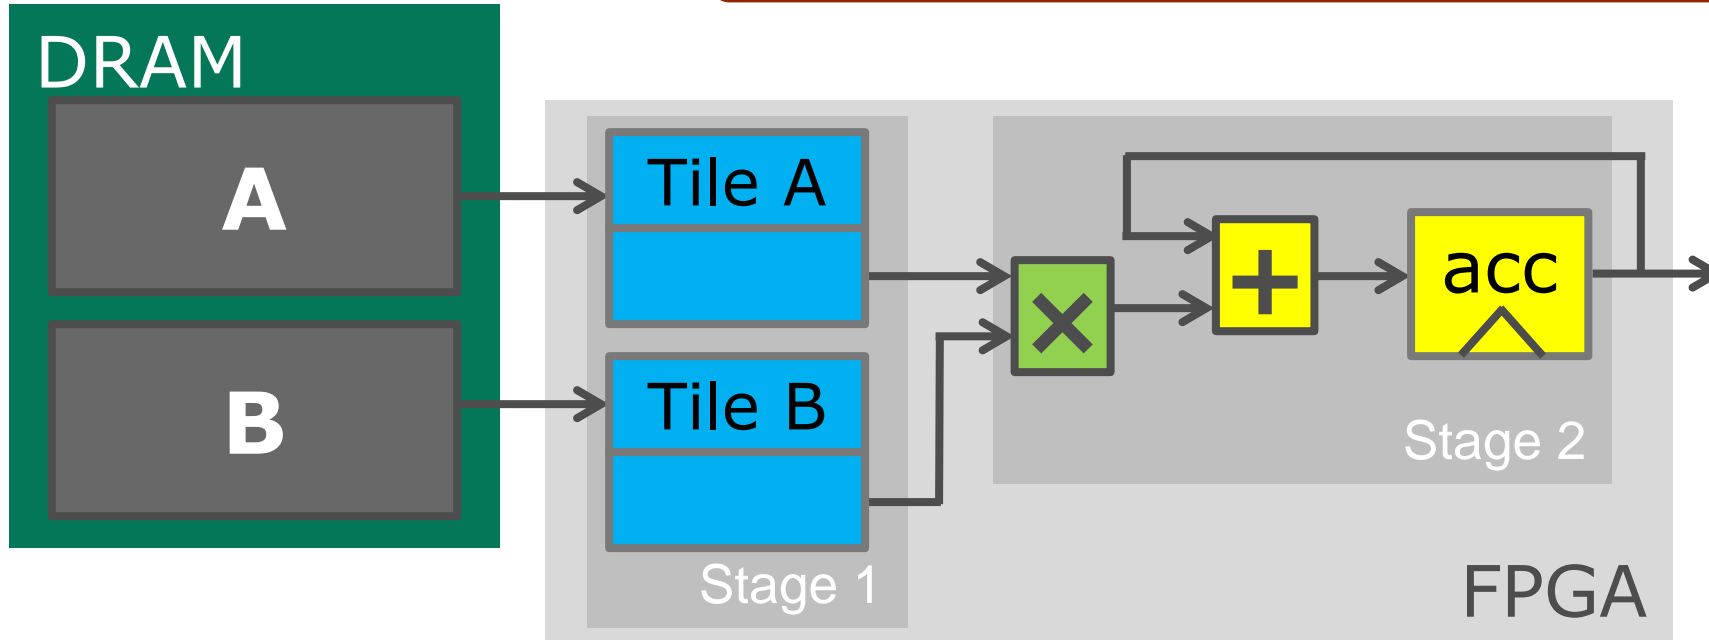 DRAM
A
B
Tile A
Tile B
Stage 1
×
+
acc
Stage 2
FPGA